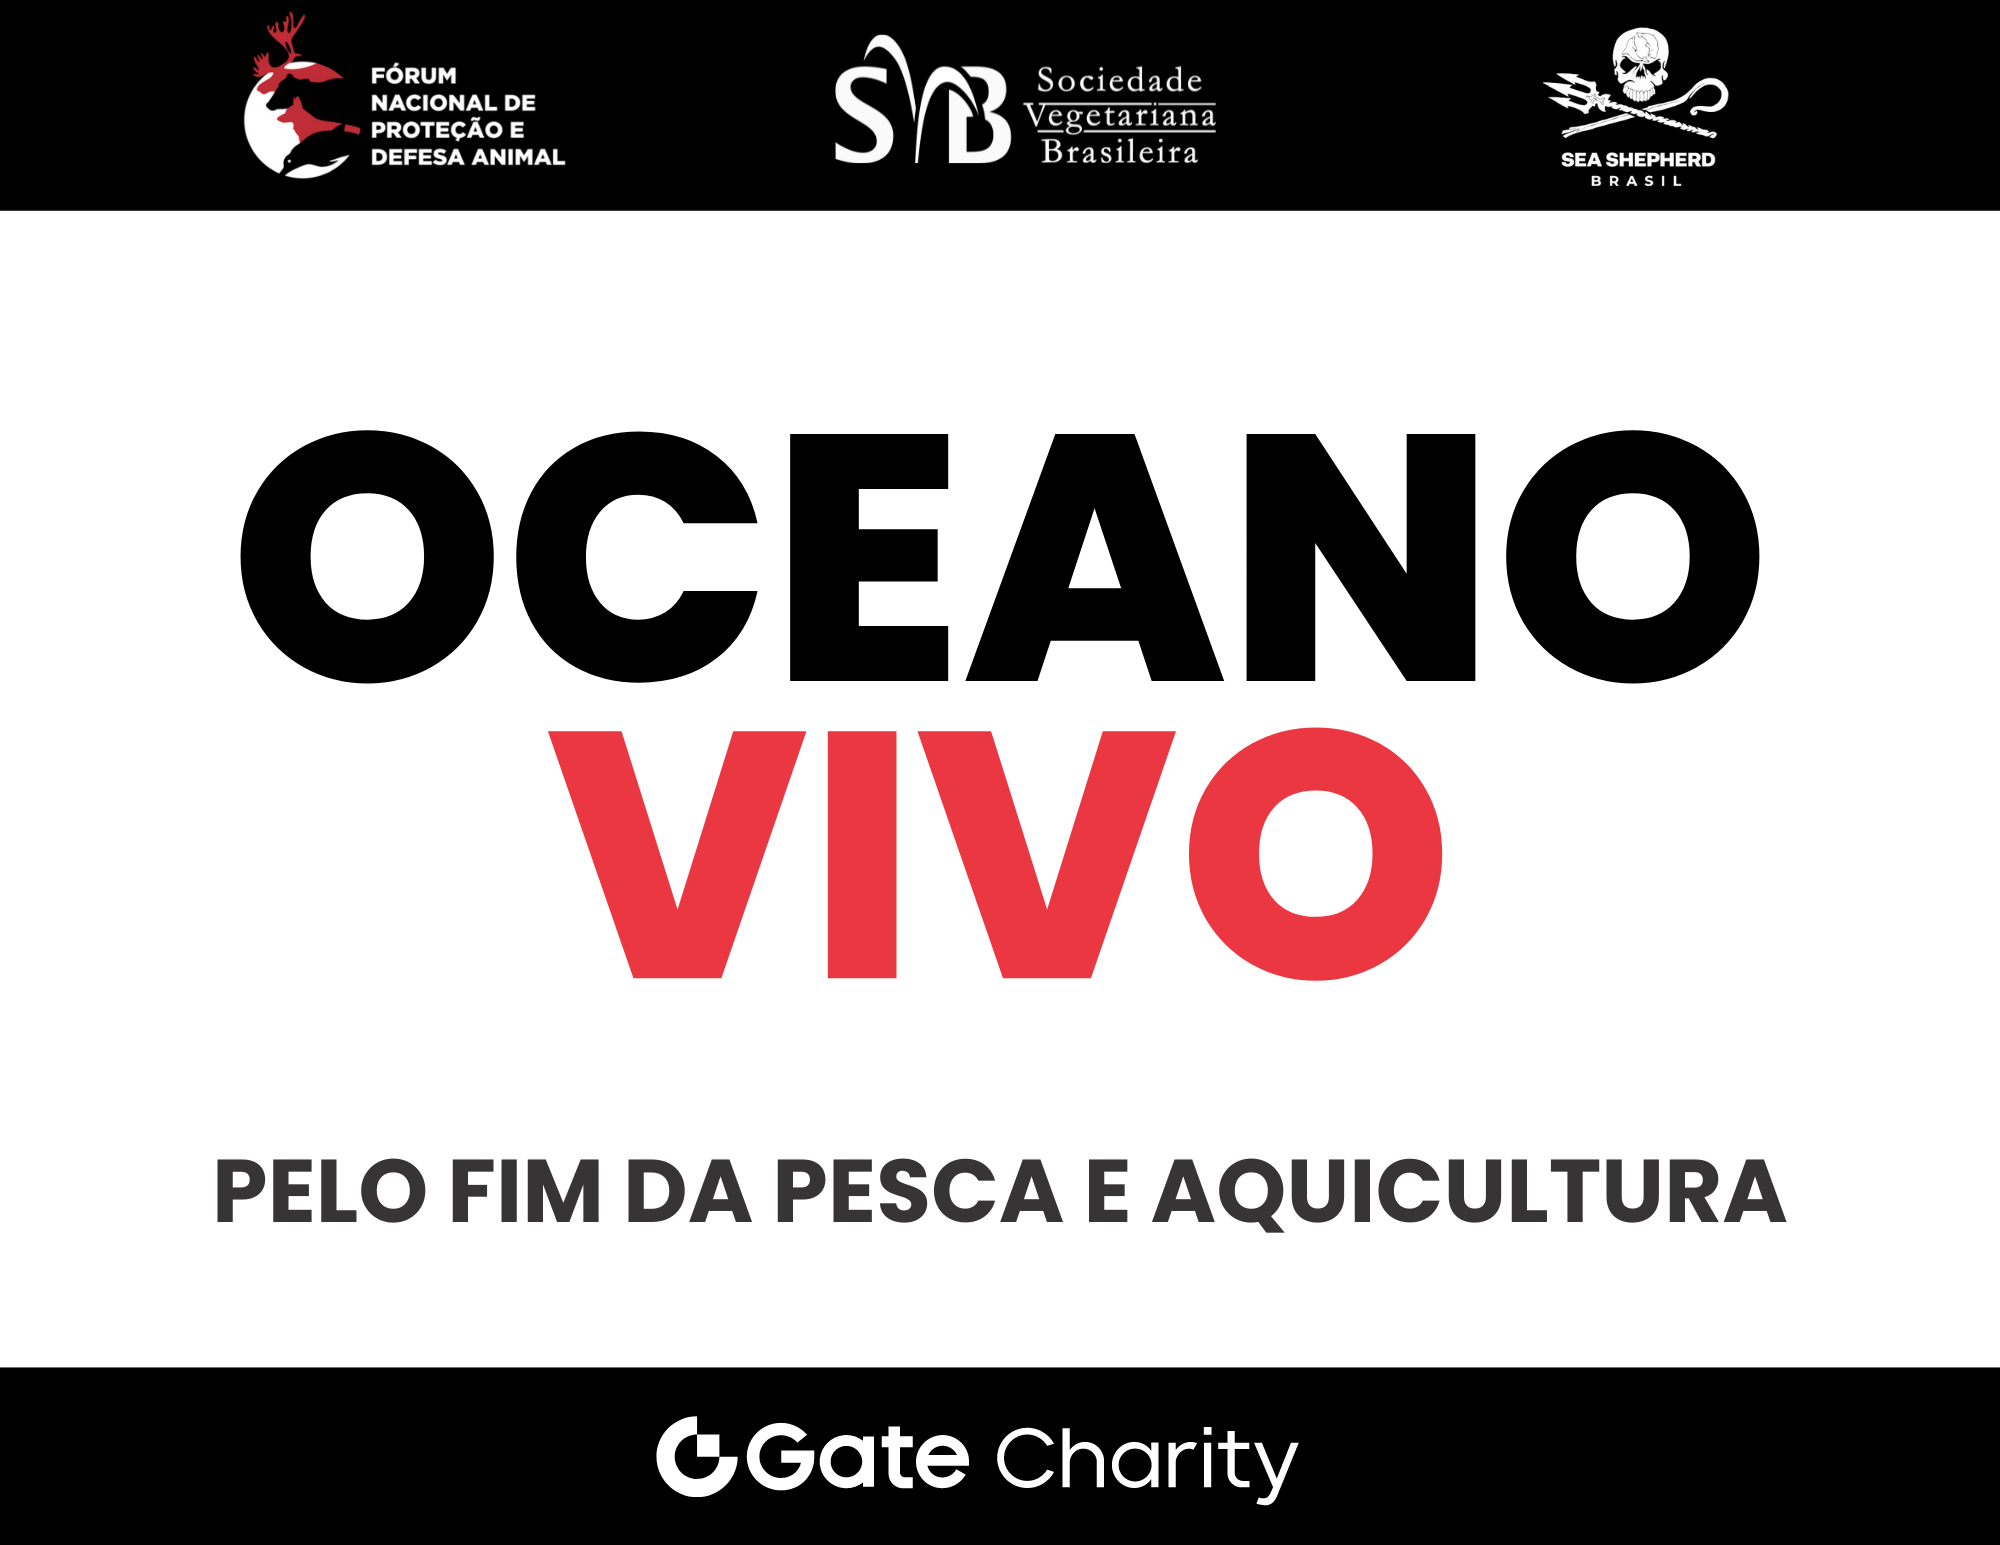 FÓRUM
NACIONAL DE
PROTEÇÃO E
DEFESA ANIMAL
SVB
Sociedade
Vegetariana
Brasileira
SEA SHEPHERD
BRASIL
OCEANO
VIVO
PELO FIM DA PESCA E AQUICULTURA
Gate Charity